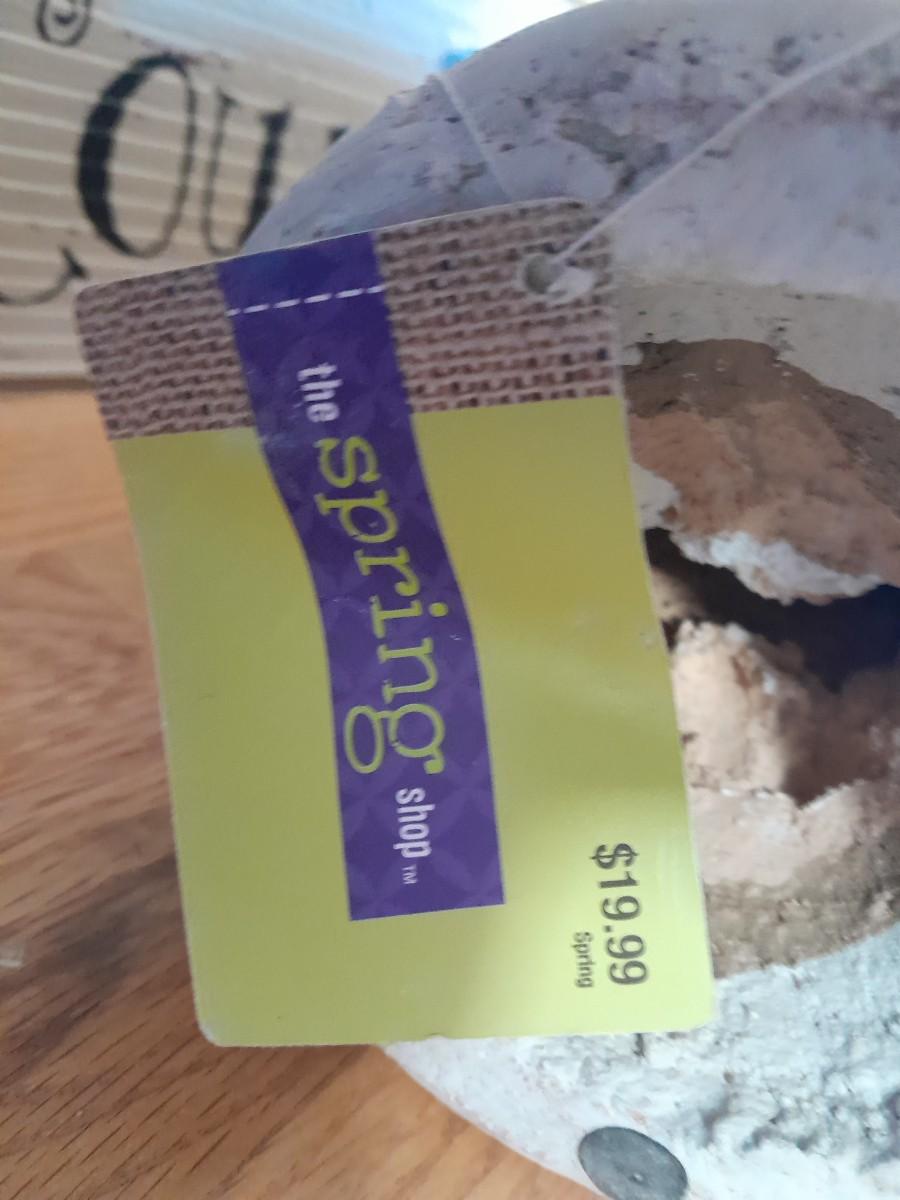 the spring shop™
$19.99
Spring